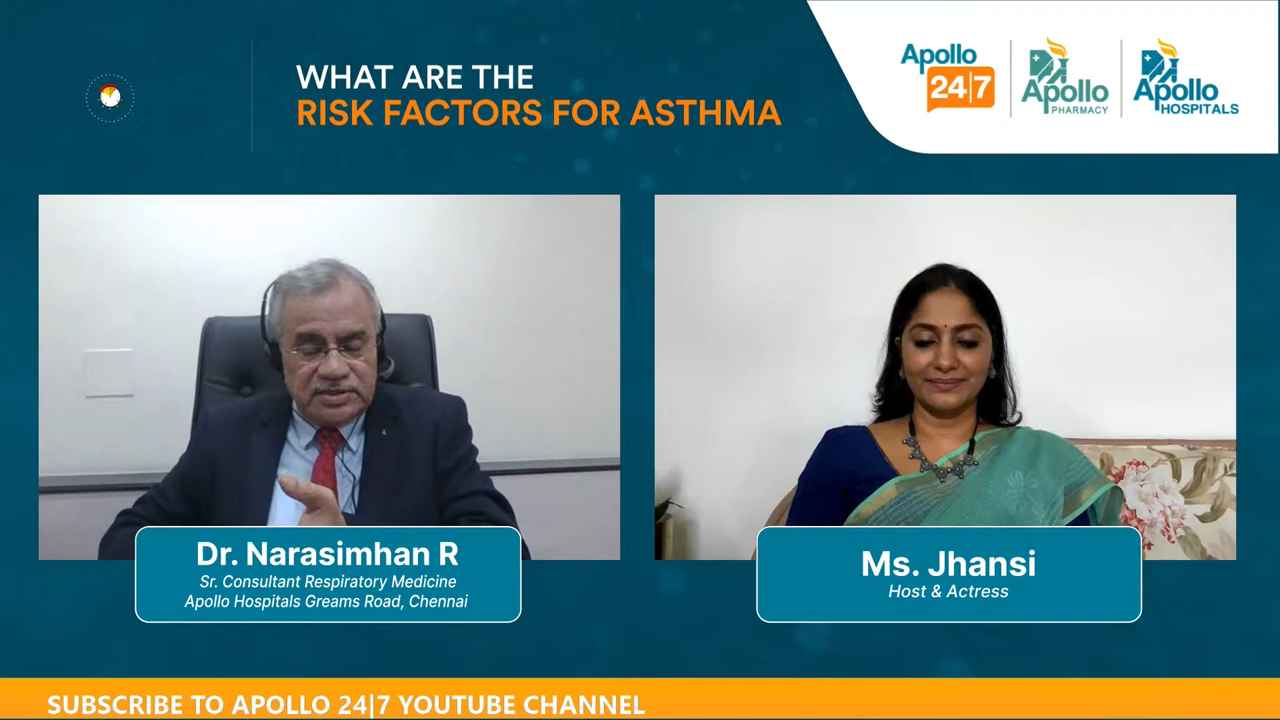 WHAT ARE THE
RISK FACTORS FOR ASTHMA
Apollo
24|7
Apollo
PHARMACY
Apollo
HOSPITALS
Dr. Narasimhan R
Sr. Consultant Respiratory Medicine
Apollo Hospitals Greams Road, Chennai
Ms. Jhansi
Host & Actress
SUBSCRIBE TO APOLLO 24|7 YOUTUBE CHANNEL